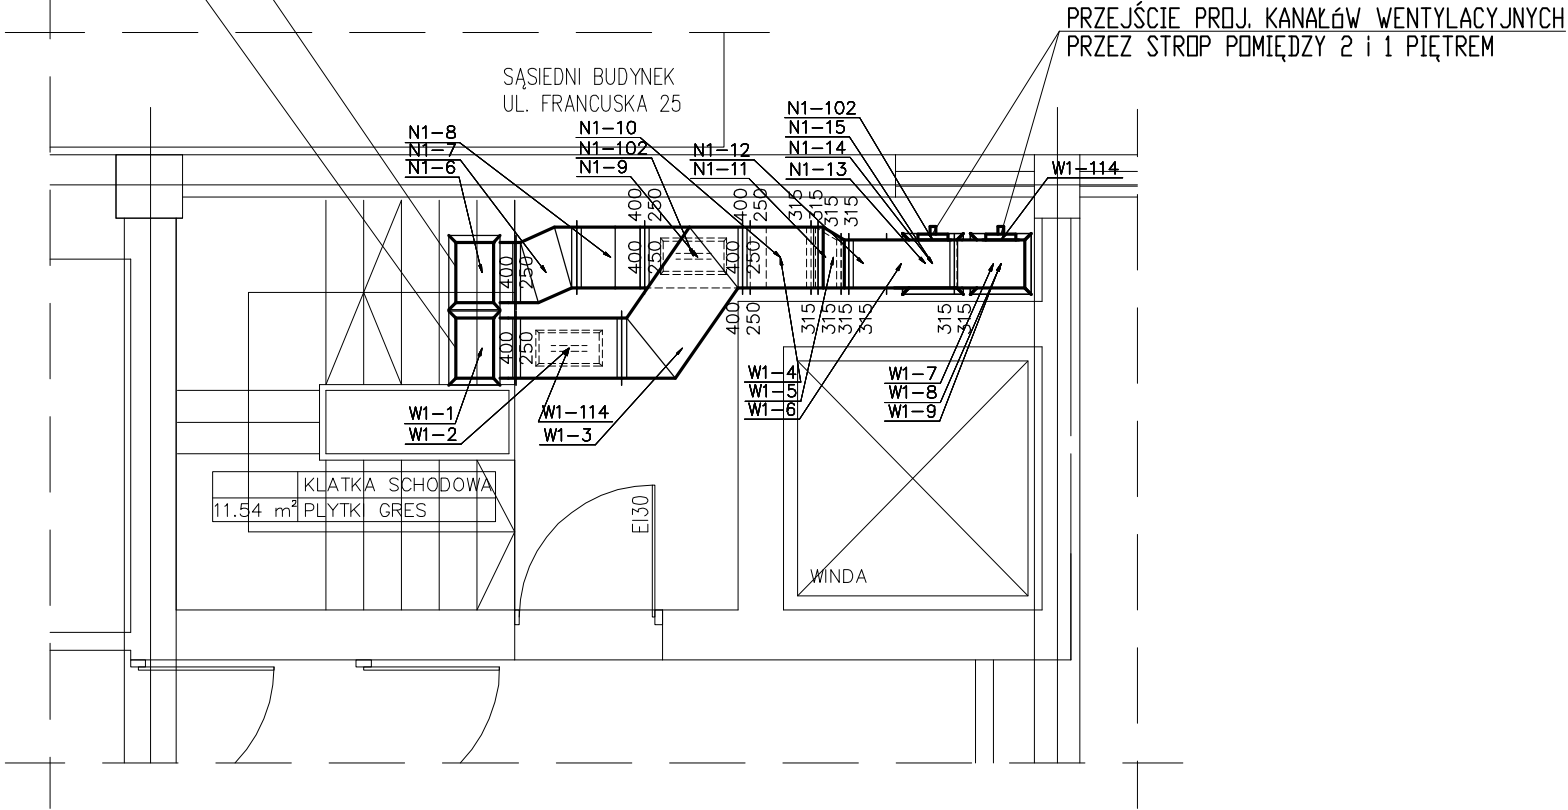 PRZEJŚCIE PROJ. KANAŁóW WENTYLACYJNYCH
PRZEZ STROP POMIĘDZY 2 i 1 PIĘTREM
SĄSIEDNI BUDYNEK
UL. FRANCUSKA 25
N1-8
N1-7
N1-6
N1-10
N1-102
N1-9
N1-12
N1-11
N1-102
N1-15
N1-14
N1-13
W1-114
400
250
400
250
315
315
315
315
400
250
400
250
400
250
400
250
400
250
315
315
315
315
315
315
W1-1
W1-2
W1-114
W1-3
W1-4
W1-5
W1-6
W1-7
W1-8
W1-9
KLATKA SCHODOWA
11.54 m² PLYTKI GRES
EI30
WINDA